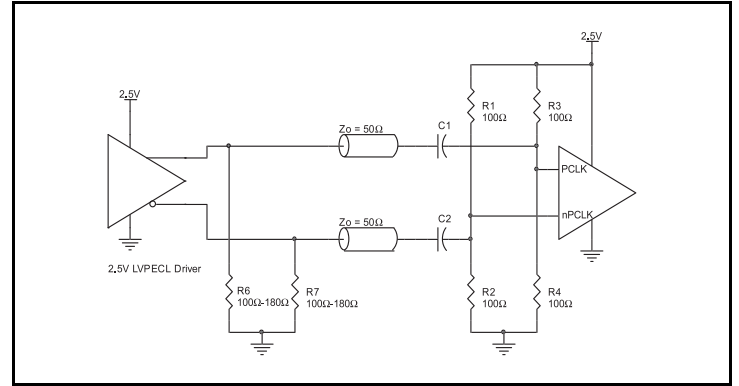 2.5V
2.5V
R1
100Ω
R3
100Ω
Zo = 50Ω
C1
PCLK
Zo = 50Ω
C2
nPCLK
2.5V LVPECL Driver
R6
100Ω-180Ω
R7
100Ω-180Ω
R2
100Ω
R4
100Ω